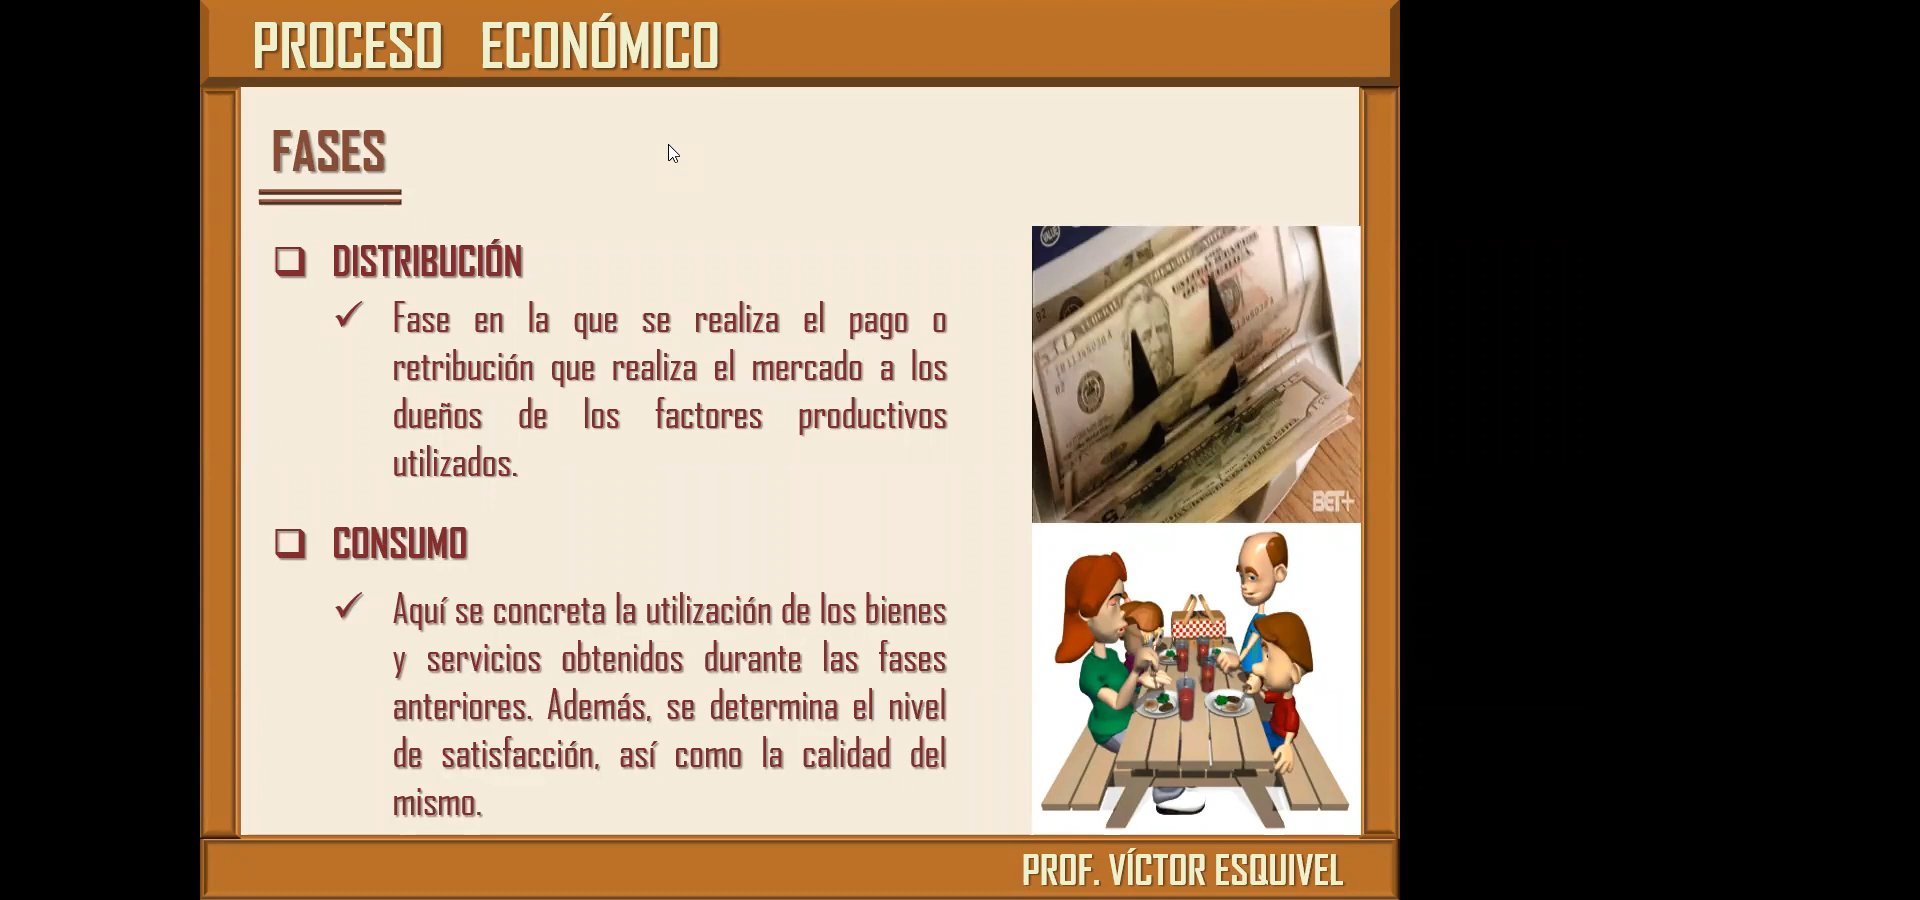 PROCESO ECONÓMICO
FASES
DISTRIBUCIÓN
Fase en la que se realiza el pago o
retribución que realiza el mercado a los
dueños de los factores productivos
utilizados.
CONSUMO
Aquí se concreta la utilización de los bienes
y servicios obtenidos durante las fases
anteriores. Además, se determina el nivel
de satisfacción, así como la calidad del
mismo.
BET+
PROF. VÍCTOR ESQUIVEL